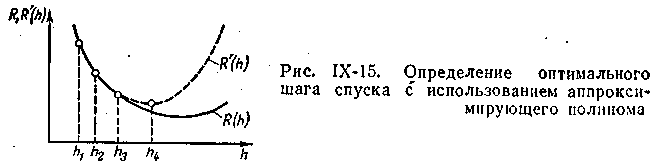 R,R″(h)
R″(h)
R(h)
h₁ h₂ h₃ h₄ h
Рис. IX-15. Определение оптимального
шага спуска с использованием аппрокси-
мирующего полинома